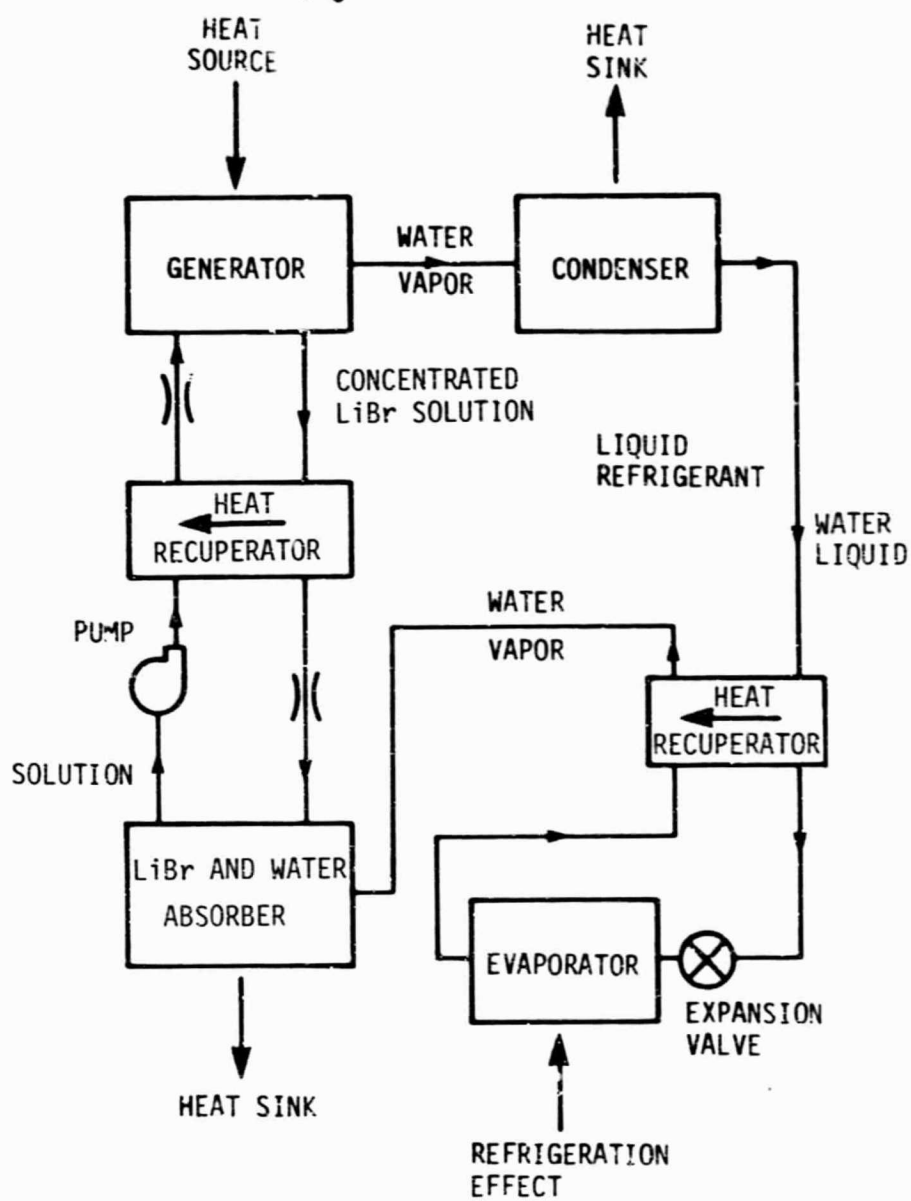 HEAT
SOURCE
HEAT
SINK
GENERATOR
WATER
VAPOR
CONDENSER
CONCENTRATED
LiBr SOLUTION
LIQUID
REFRIGERANT
HEAT
RECUPERATOR
WATER
LIQUID
PUMP
WATER
VAPOR
HEAT
RECUPERATOR
SOLUTION
LiBr AND WATER
ABSORBER
EVAPORATOR
EXPANSION
VALVE
HEAT SINK
REFRIGERATION
EFFECT